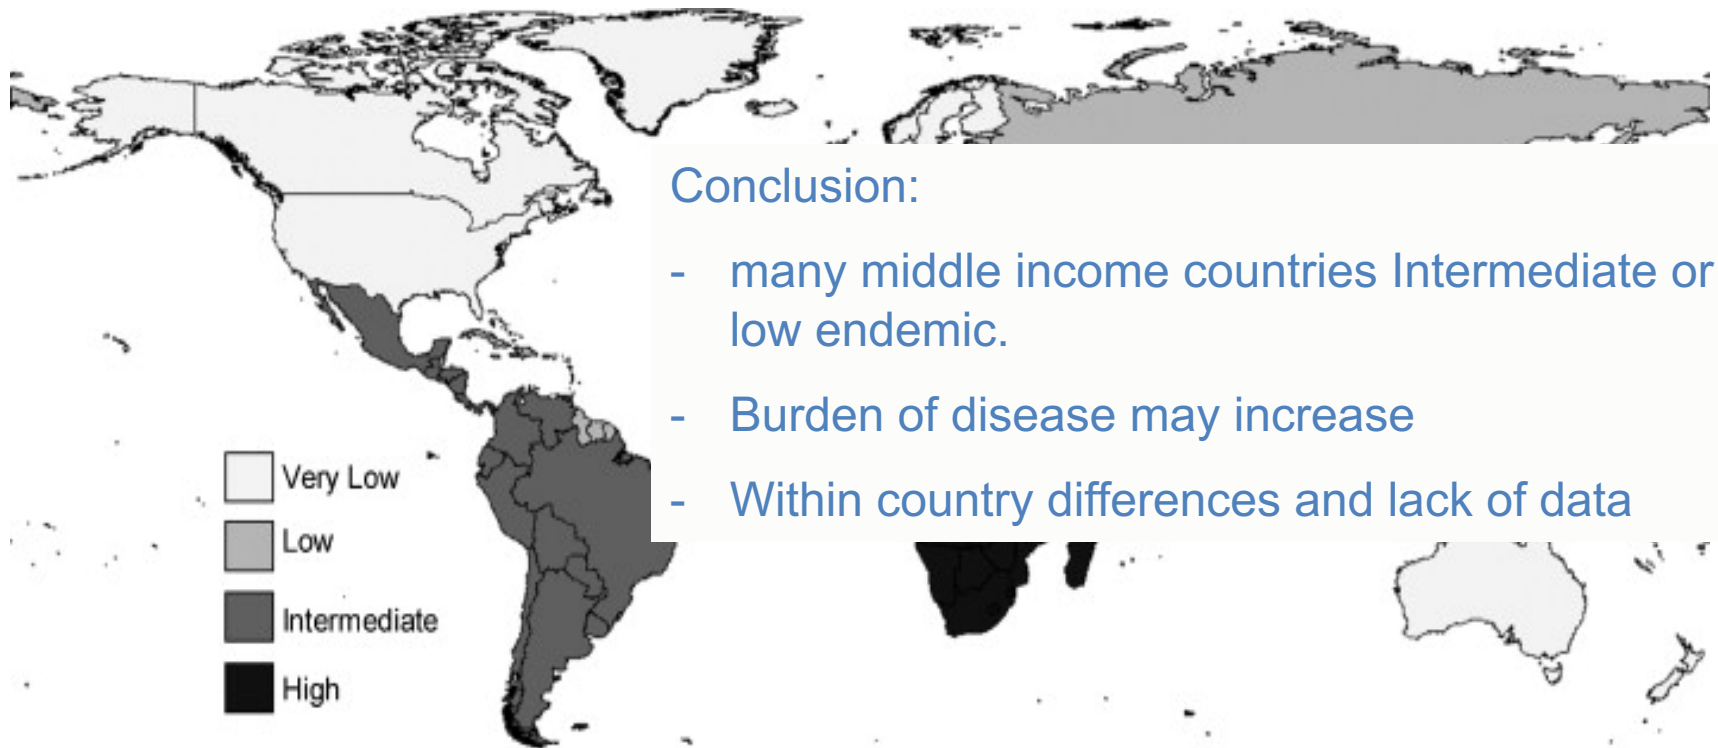 Conclusion:
- many middle income countries Intermediate or
low endemic.
- Burden of disease may increase
- Within country differences and lack of data
Very Low
Low
Intermediate
High